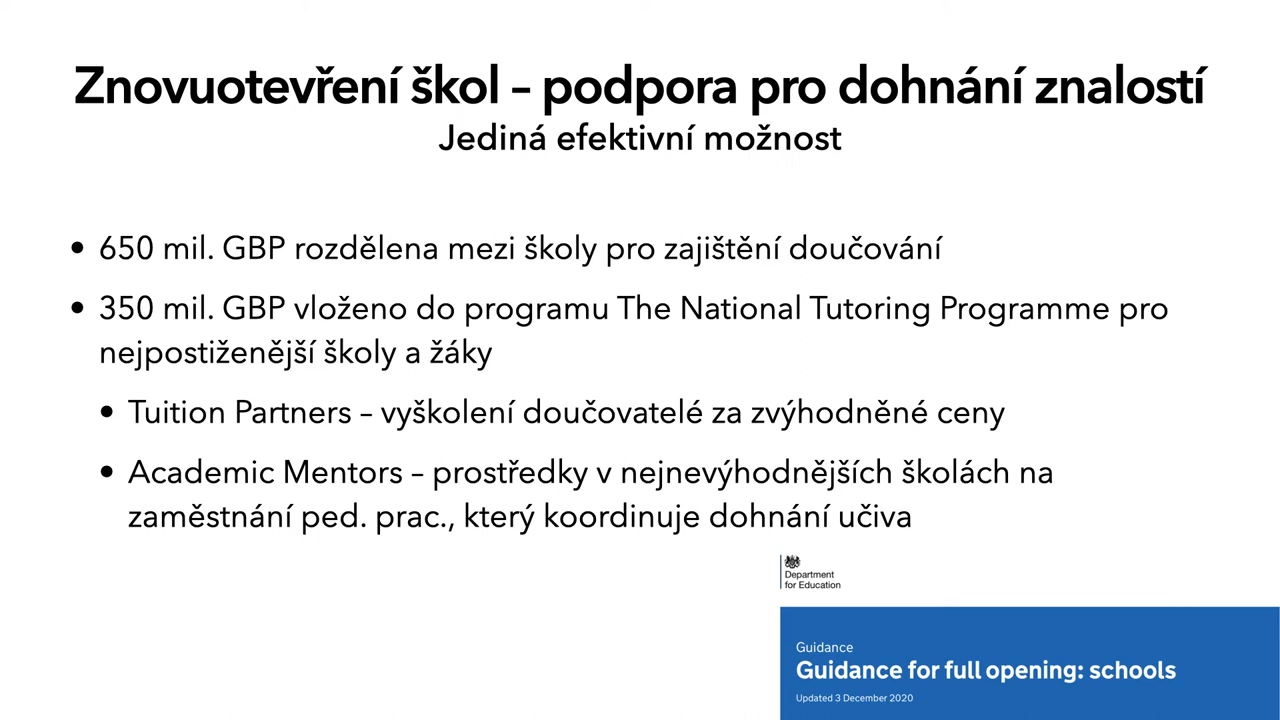 Znovuotevření škol – podpora pro dohnání znalostí
Jediná efektivní možnost
• 650 mil. GBP rozdělena mezi školy pro zajištění doučování
• 350 mil. GBP vloženo do programu The National Tutoring Programme pro
nejpostiženější školy a žáky
• Tuition Partners – vyškolení doučovatelé za zvýhodněné ceny
• Academic Mentors – prostředky v nejnevýhodnějších školách na
zaměstnání ped. prac., který koordinuje dohnání učiva
Department
for Education
Guidance
Guidance for full opening: schools
Updated 3 December 2020